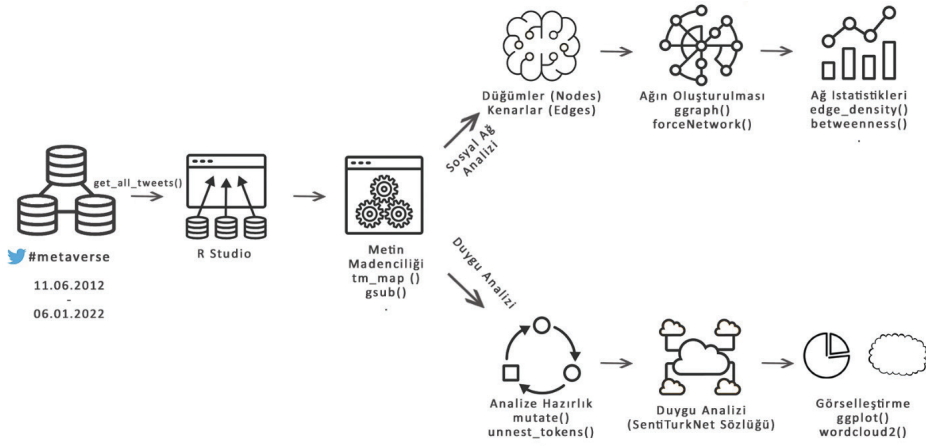 #metaverse
11.06.2012
-
06.01.2022
get_all_tweets()
R Studio
Metin
Madenciliği
tm_map ()
gsub()
.
Sosyal Ağ
Analizi
Düğümler (Nodes)
Kenarlar (Edges)
Ağın Oluşturulması
ggraph()
forceNetwork()
Ağ Istatistikleri
edge_density()
betweenness()
.
Duygu Analizi
Analize Hazırlık
mutate()
unnest_tokens()
Duygu Analizi
(SentiTurkNet Sözlüğü)
Görselleştirme
ggplot()
wordcloud2()